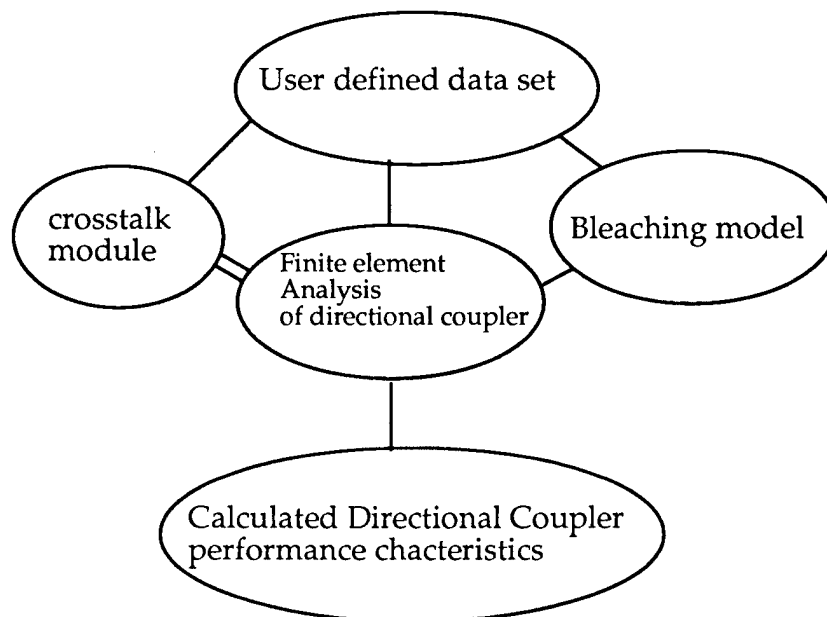 User defined data set
crosstalk
module
Bleaching model
Finite element
Analysis
of directional coupler
Calculated Directional Coupler
performance chacteristics